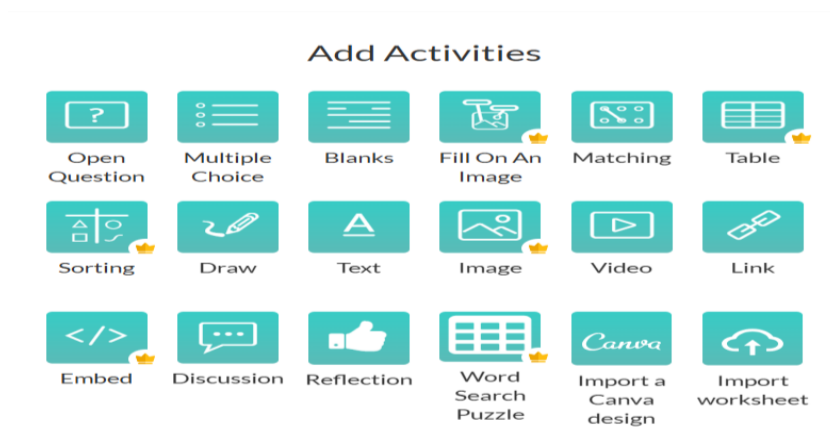 Add Activities
?
Open Question
Multiple Choice
Blanks
Fill On An Image
Matching
Table
Sorting
Draw
A
Text
Image
Video
Link
</>
Embed
Discussion
Reflection
Word Search Puzzle
Canva
Import a Canva design
Import worksheet